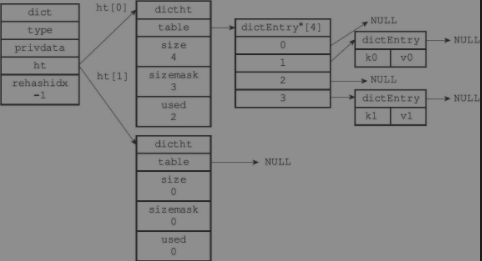 dict
type
privdata
ht
rehashidx
-1
ht[0]
ht[1]
dictht
table
size
4
sizemask
3
used
2
dictEntry*[4]
0
1
2
3
NULL
dictEntry
k0 v0
NULL
NULL
dictEntry
k1 v1
NULL
dictht
table
size
0
sizemask
0
used
0
NULL